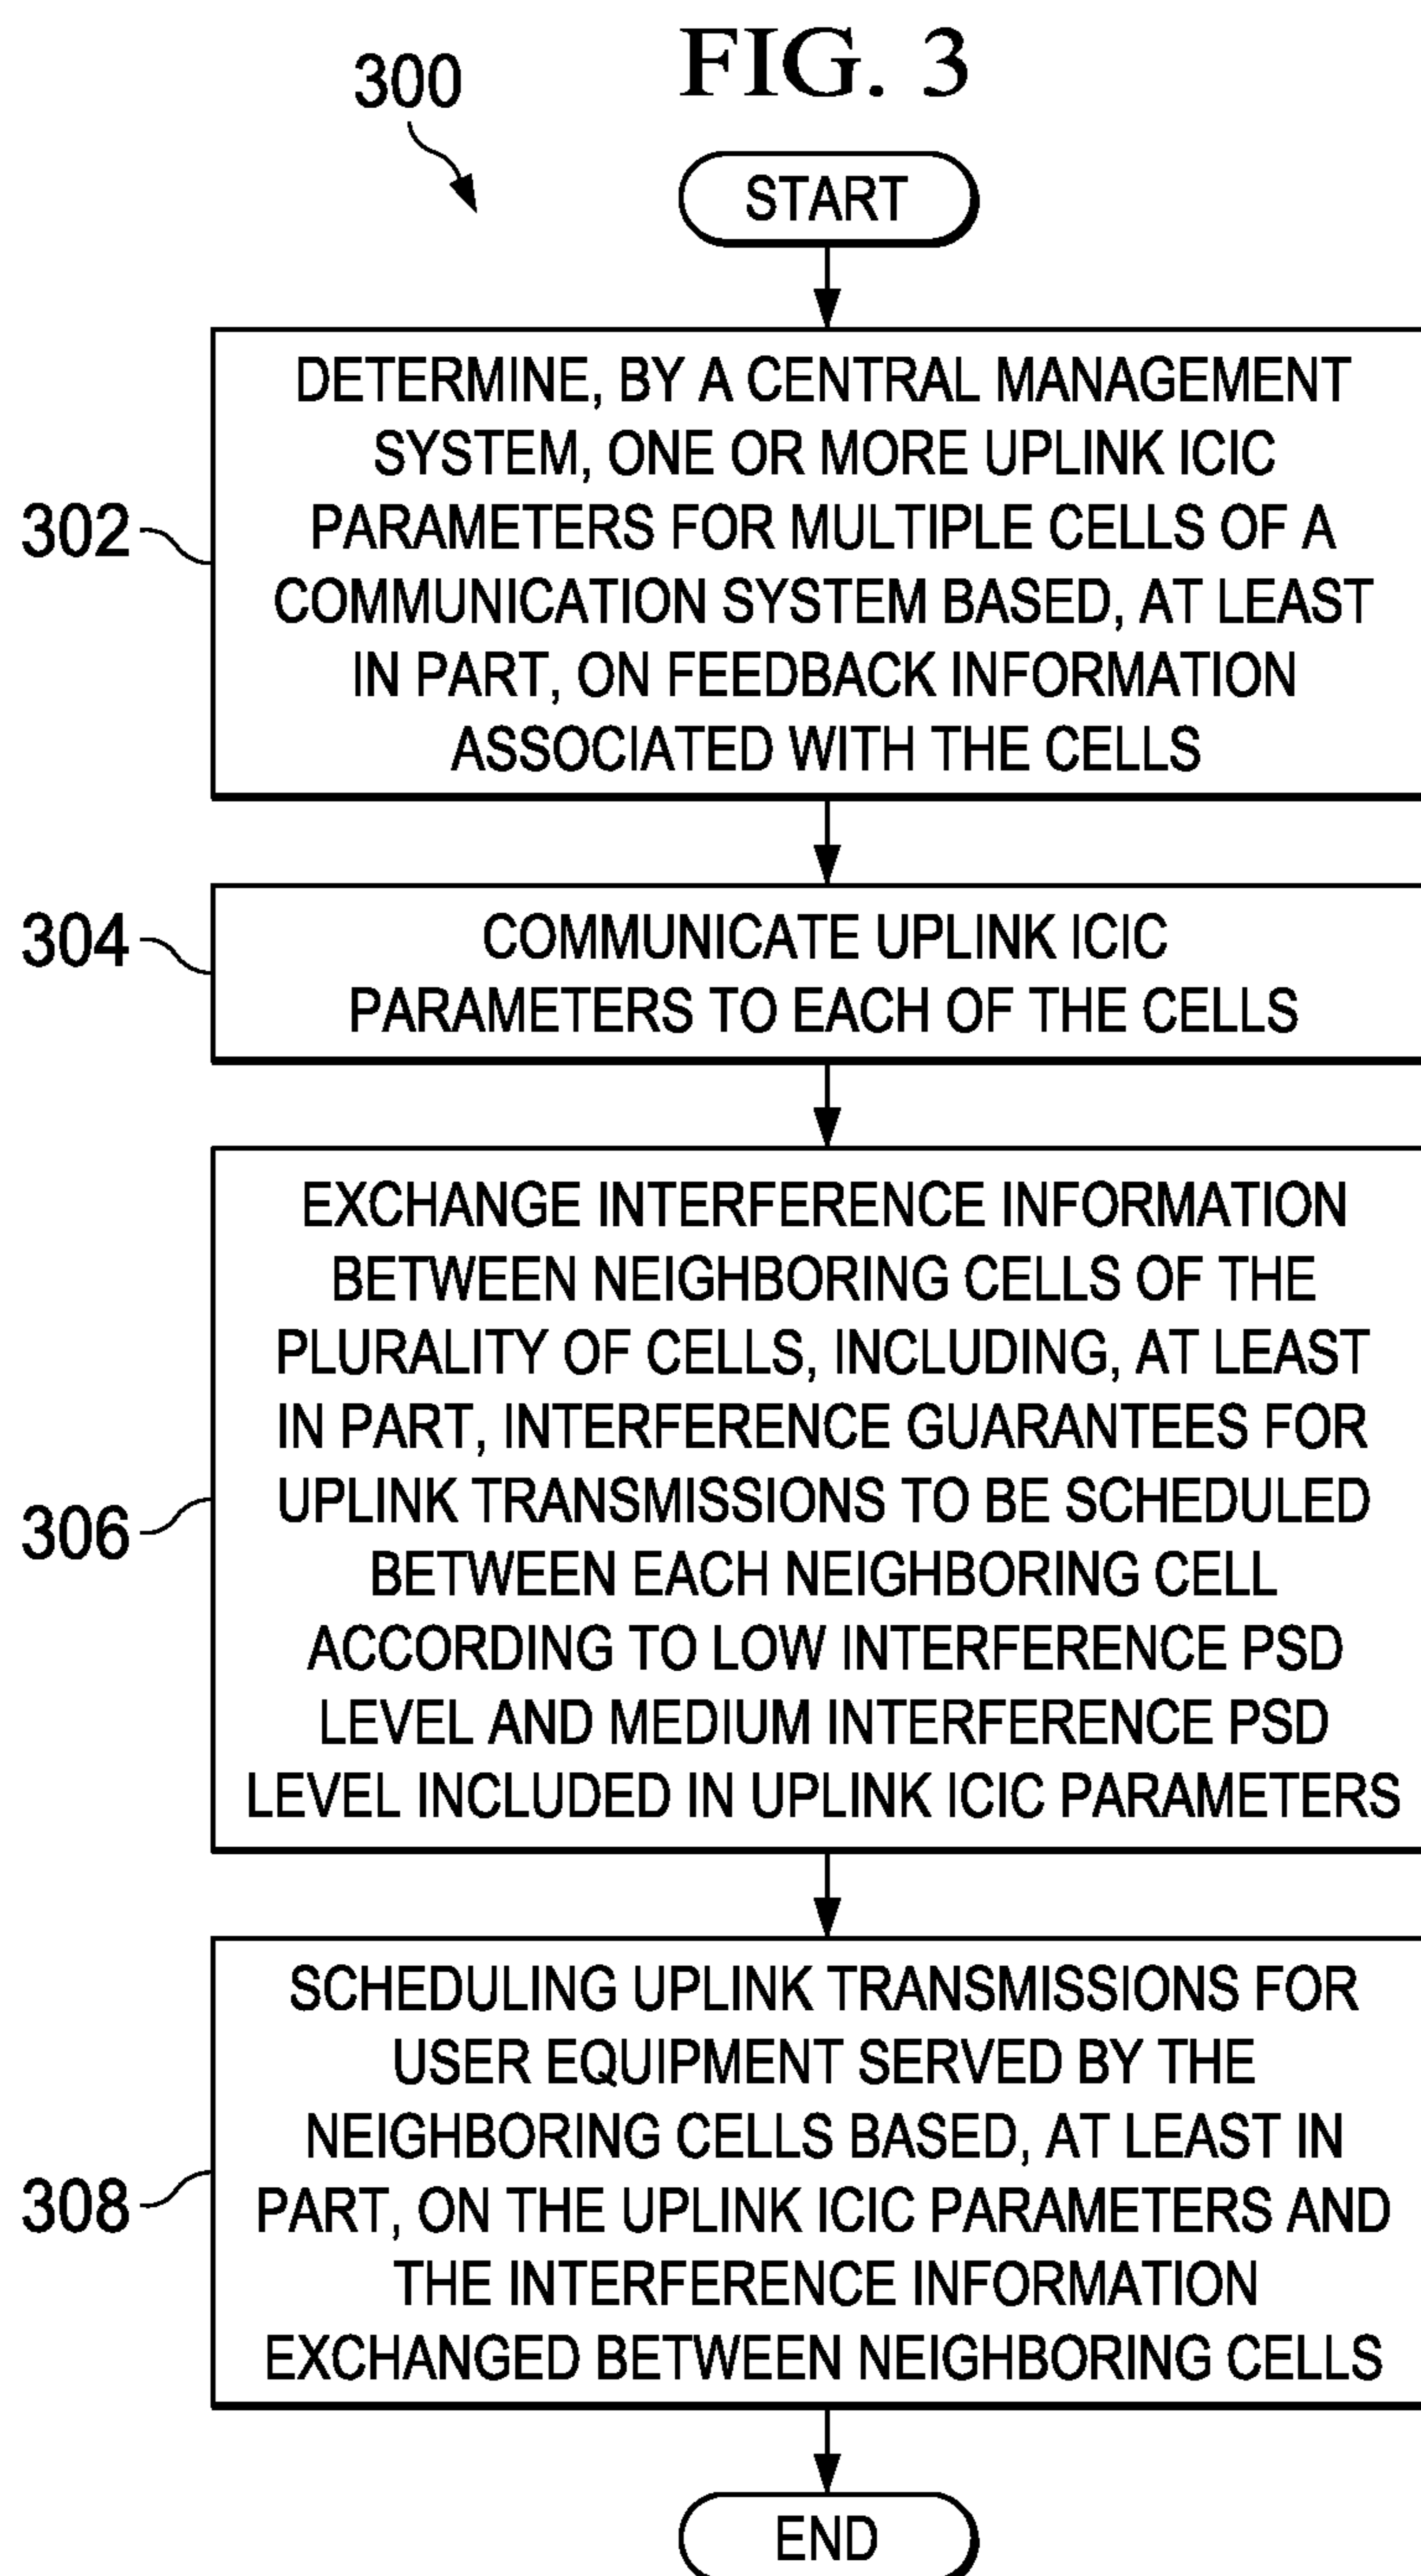 FIG. 3
300
START
302
DETERMINE, BY A CENTRAL MANAGEMENT
SYSTEM, ONE OR MORE UPLINK ICIC
PARAMETERS FOR MULTIPLE CELLS OF A
COMMUNICATION SYSTEM BASED, AT LEAST
IN PART, ON FEEDBACK INFORMATION
ASSOCIATED WITH THE CELLS
304
COMMUNICATE UPLINK ICIC
PARAMETERS TO EACH OF THE CELLS
306
EXCHANGE INTERFERENCE INFORMATION
BETWEEN NEIGHBORING CELLS OF THE
PLURALITY OF CELLS, INCLUDING, AT LEAST
IN PART, INTERFERENCE GUARANTEES FOR
UPLINK TRANSMISSIONS TO BE SCHEDULED
BETWEEN EACH NEIGHBORING CELL
ACCORDING TO LOW INTERFERENCE PSD
LEVEL AND MEDIUM INTERFERENCE PSD
LEVEL INCLUDED IN UPLINK ICIC PARAMETERS
308
SCHEDULING UPLINK TRANSMISSIONS FOR
USER EQUIPMENT SERVED BY THE
NEIGHBORING CELLS BASED, AT LEAST IN
PART, ON THE UPLINK ICIC PARAMETERS AND
THE INTERFERENCE INFORMATION
EXCHANGED BETWEEN NEIGHBORING CELLS
END